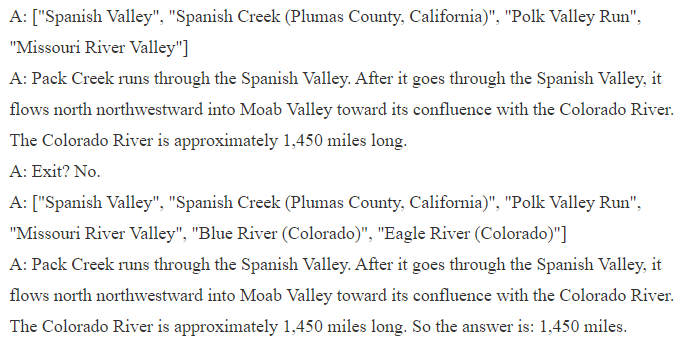 A: ["Spanish Valley", "Spanish Creek (Plumas County, California)", "Polk Valley Run",
"Missouri River Valley"]
A: Pack Creek runs through the Spanish Valley. After it goes through the Spanish Valley, it
flows north northwestward into Moab Valley toward its confluence with the Colorado River.
The Colorado River is approximately 1,450 miles long.
A: Exit? No.
A: ["Spanish Valley", "Spanish Creek (Plumas County, California)", "Polk Valley Run",
"Missouri River Valley", "Blue River (Colorado)", "Eagle River (Colorado)"]
A: Pack Creek runs through the Spanish Valley. After it goes through the Spanish Valley, it
flows north northwestward into Moab Valley toward its confluence with the Colorado River.
The Colorado River is approximately 1,450 miles long. So the answer is: 1,450 miles.